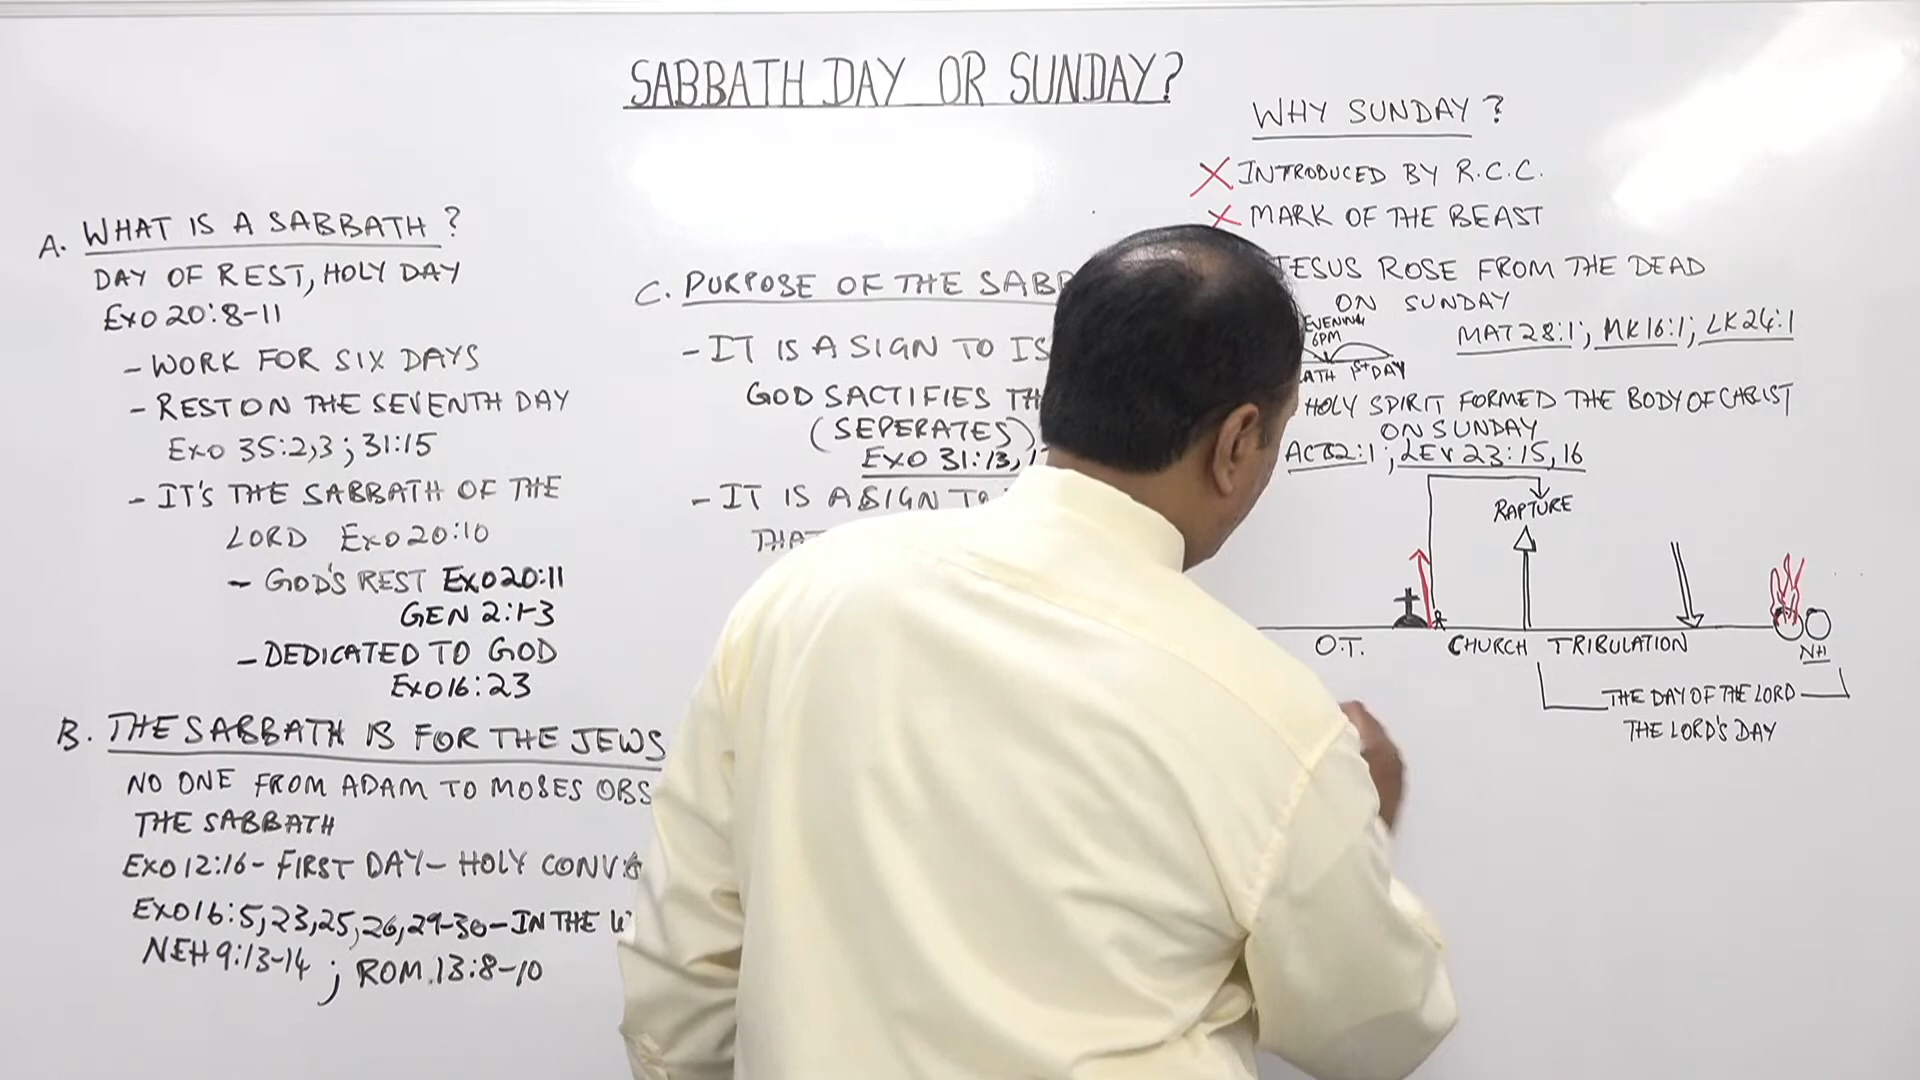 SABBATH DAY OR SUNDAY?
A. WHAT IS A SABBATH?
DAY OF REST, HOLY DAY
EXO 20:8-11
- WORK FOR SIX DAYS
- REST ON THE SEVENTH DAY
EXO 35:2,3; 31:15
- IT'S THE SABBATH OF THE
LORD EXO 20:10
- GOD'S REST EXO 20:11
GEN 2:1-3
- DEDICATED TO GOD
EXO 16:23
B. THE SABBATH IS FOR THE JEWS
NO ONE FROM ADAM TO MOSES OBS
THE SABBATH
EXO 12:16 - FIRST DAY - HOLY
EXO 16:5,23,25,26,29-30 - IN THE
NEH 9:13-14 ; ROM.13:8-10
C. PURPOSE OF THE SABB
- IT IS A SIGN TO IS
GOD SACTIFIES TH
(SEPERATES)
EXO 31:13,
- IT IS A SIGN TO
WHY SUNDAY?
X INTRODUCED BY R.C.C.
X MARK OF THE BEAST
JESUS ROSE FROM THE DEAD
ON SUNDAY
MAT 28:1; MK 16:1; LK 24:1
EVENING
6PM
ATH 1ST DAY
HOLY SPIRIT FORMED THE BODY OF CHRIST
ON SUNDAY
ACTS 2:1; LEV 23:15,16
RAPTURE
O.T. CHURCH TRIBULATION NH
THE DAY OF THE LORD
THE LORD'S DAY